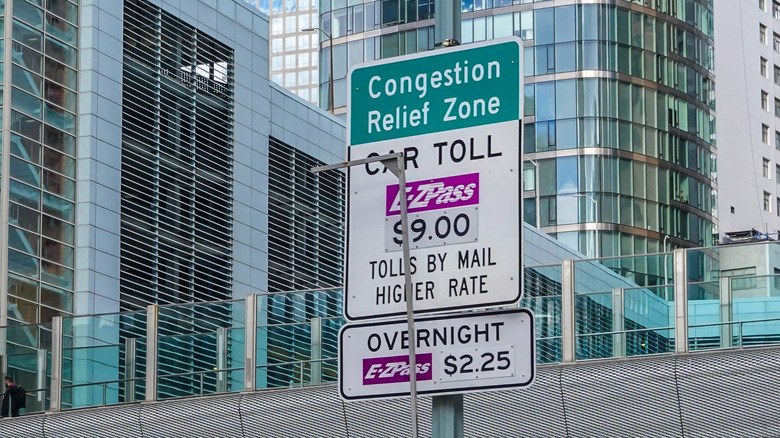 Congestion
Relief Zone
CAR TOLL
E-ZPass
$9.00
TOLLS BY MAIL
HIGHER RATE
OVERNIGHT
E-ZPass $2.25